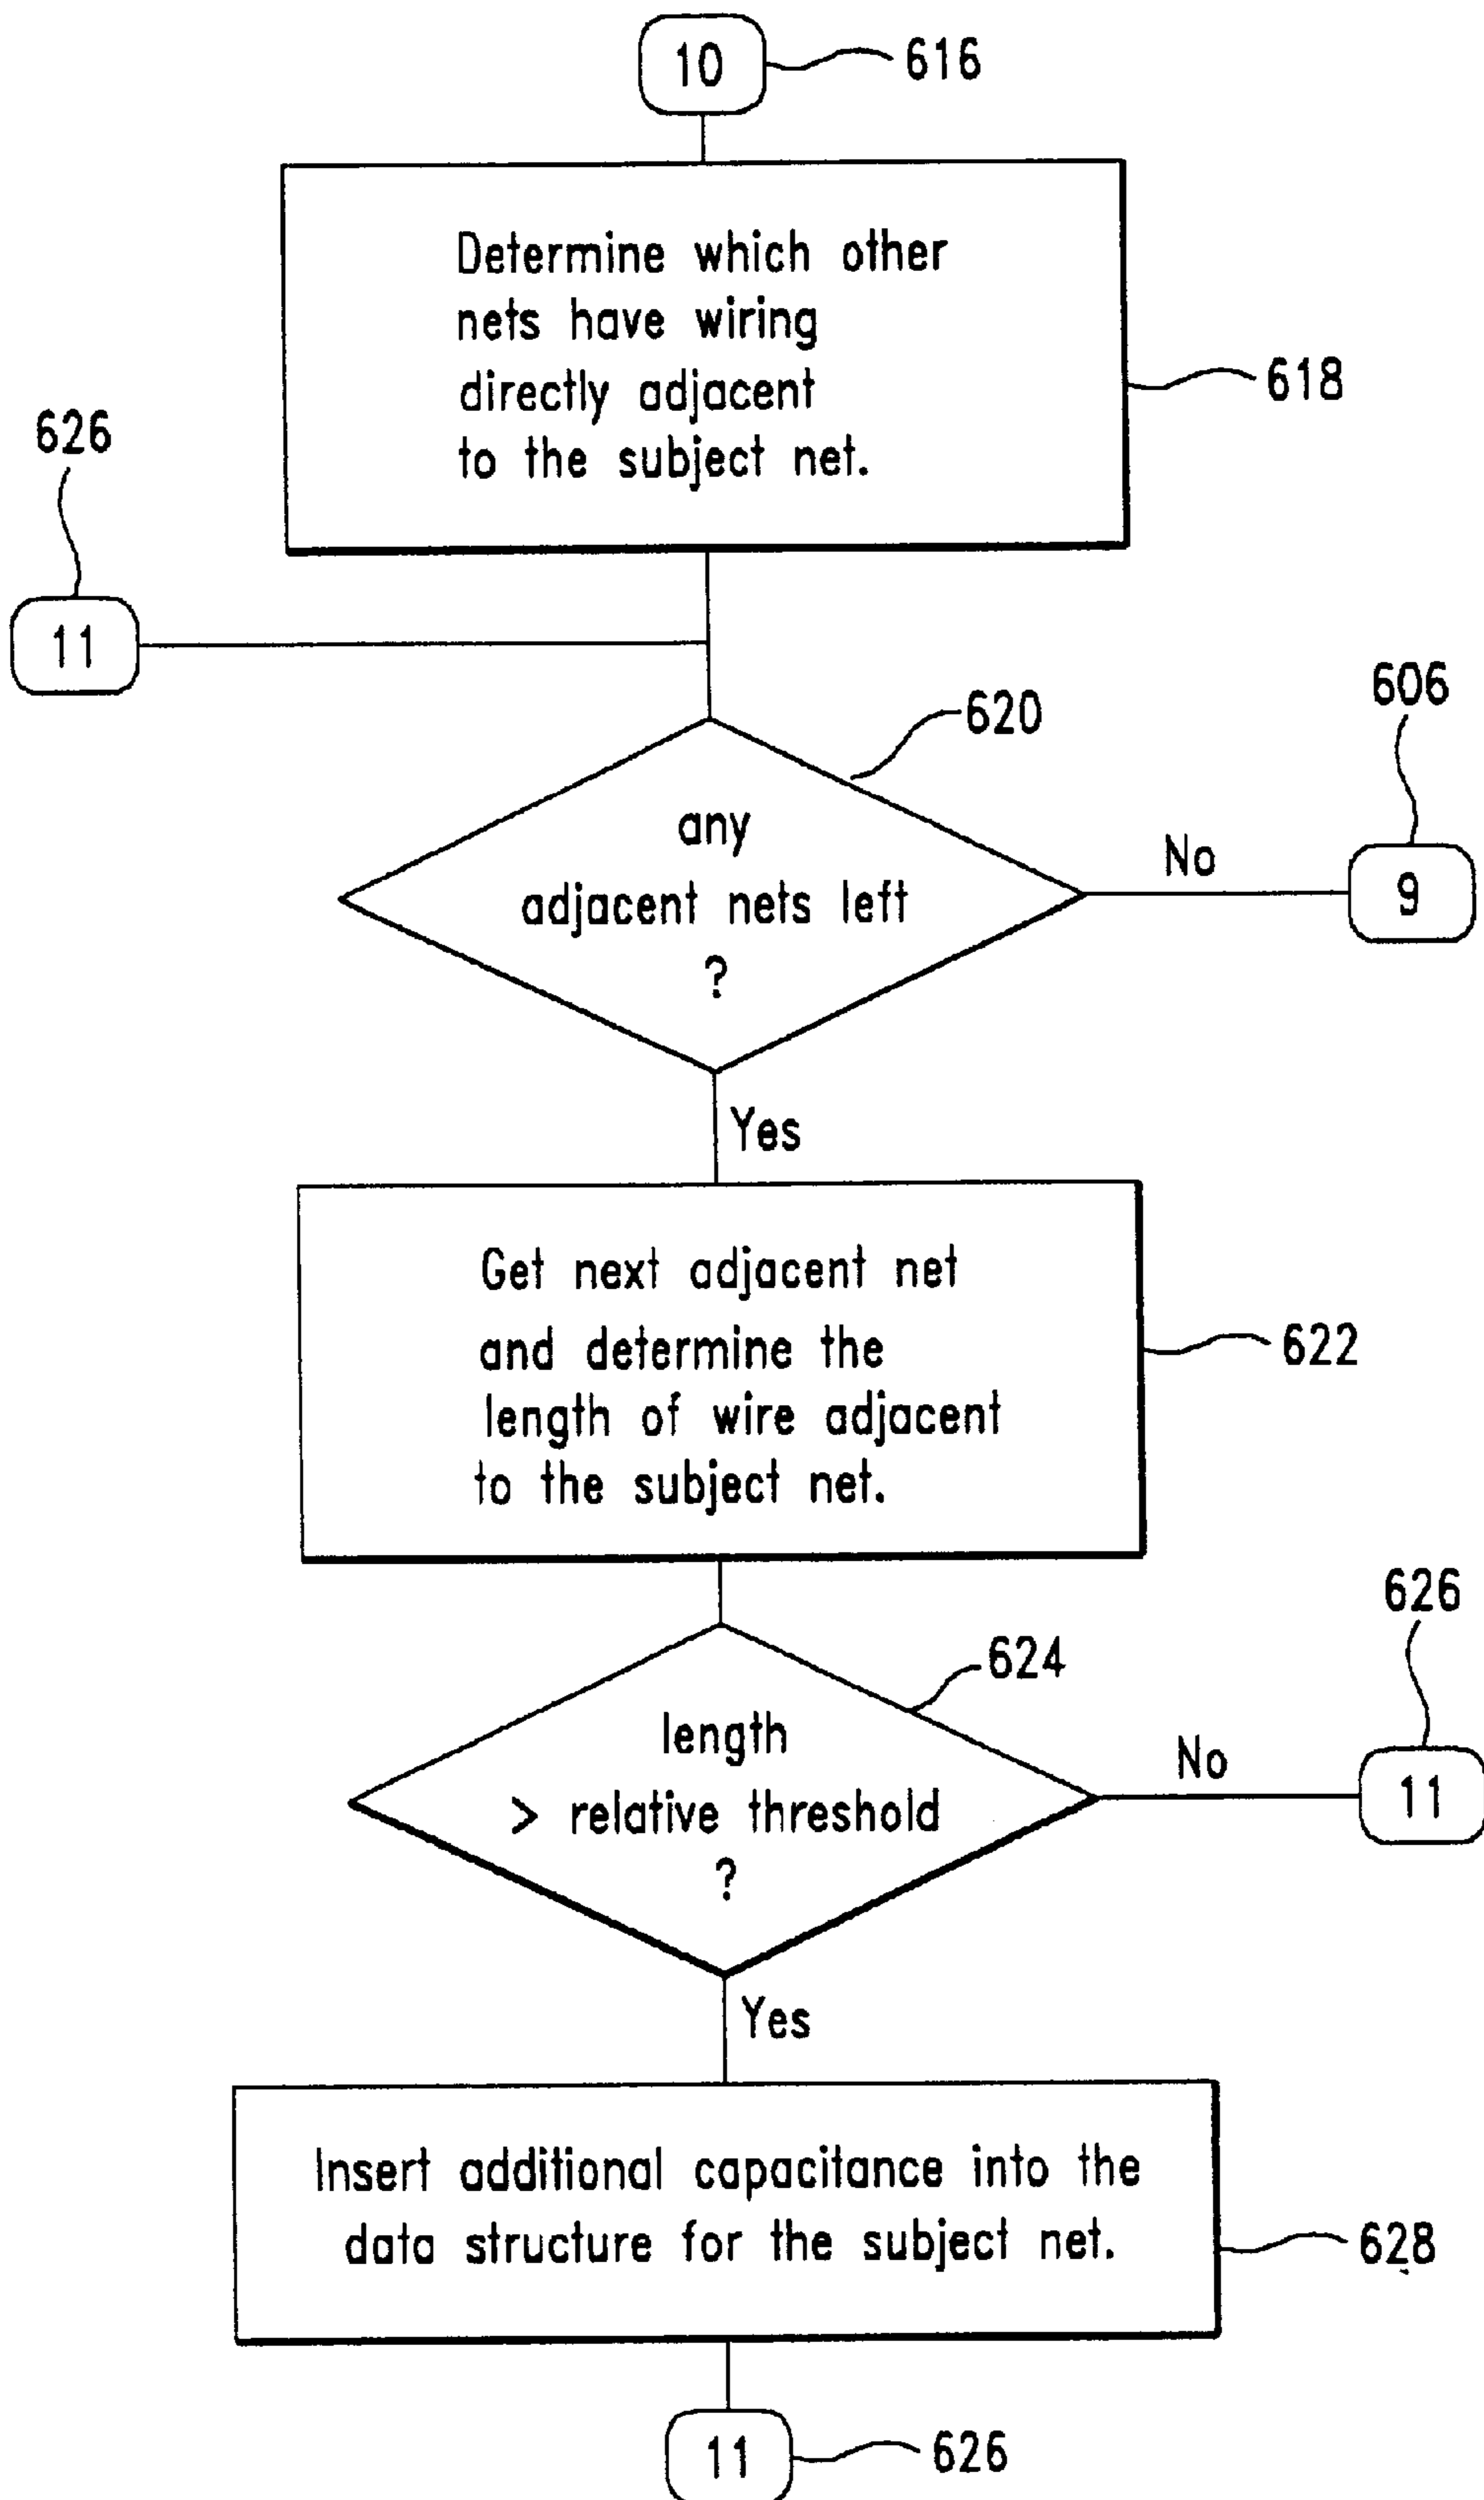 10
616
Determine which other
nets have wiring
directly adjacent
to the subject net.
618
626
11
620
606
any
adjacent nets left
?
No
9
Yes
Get next adjacent net
and determine the
length of wire adjacent
to the subject net.
622
626
624
length
> relative threshold
?
No
11
Yes
Insert additional capacitance into the
data structure for the subject net.
628
11
626